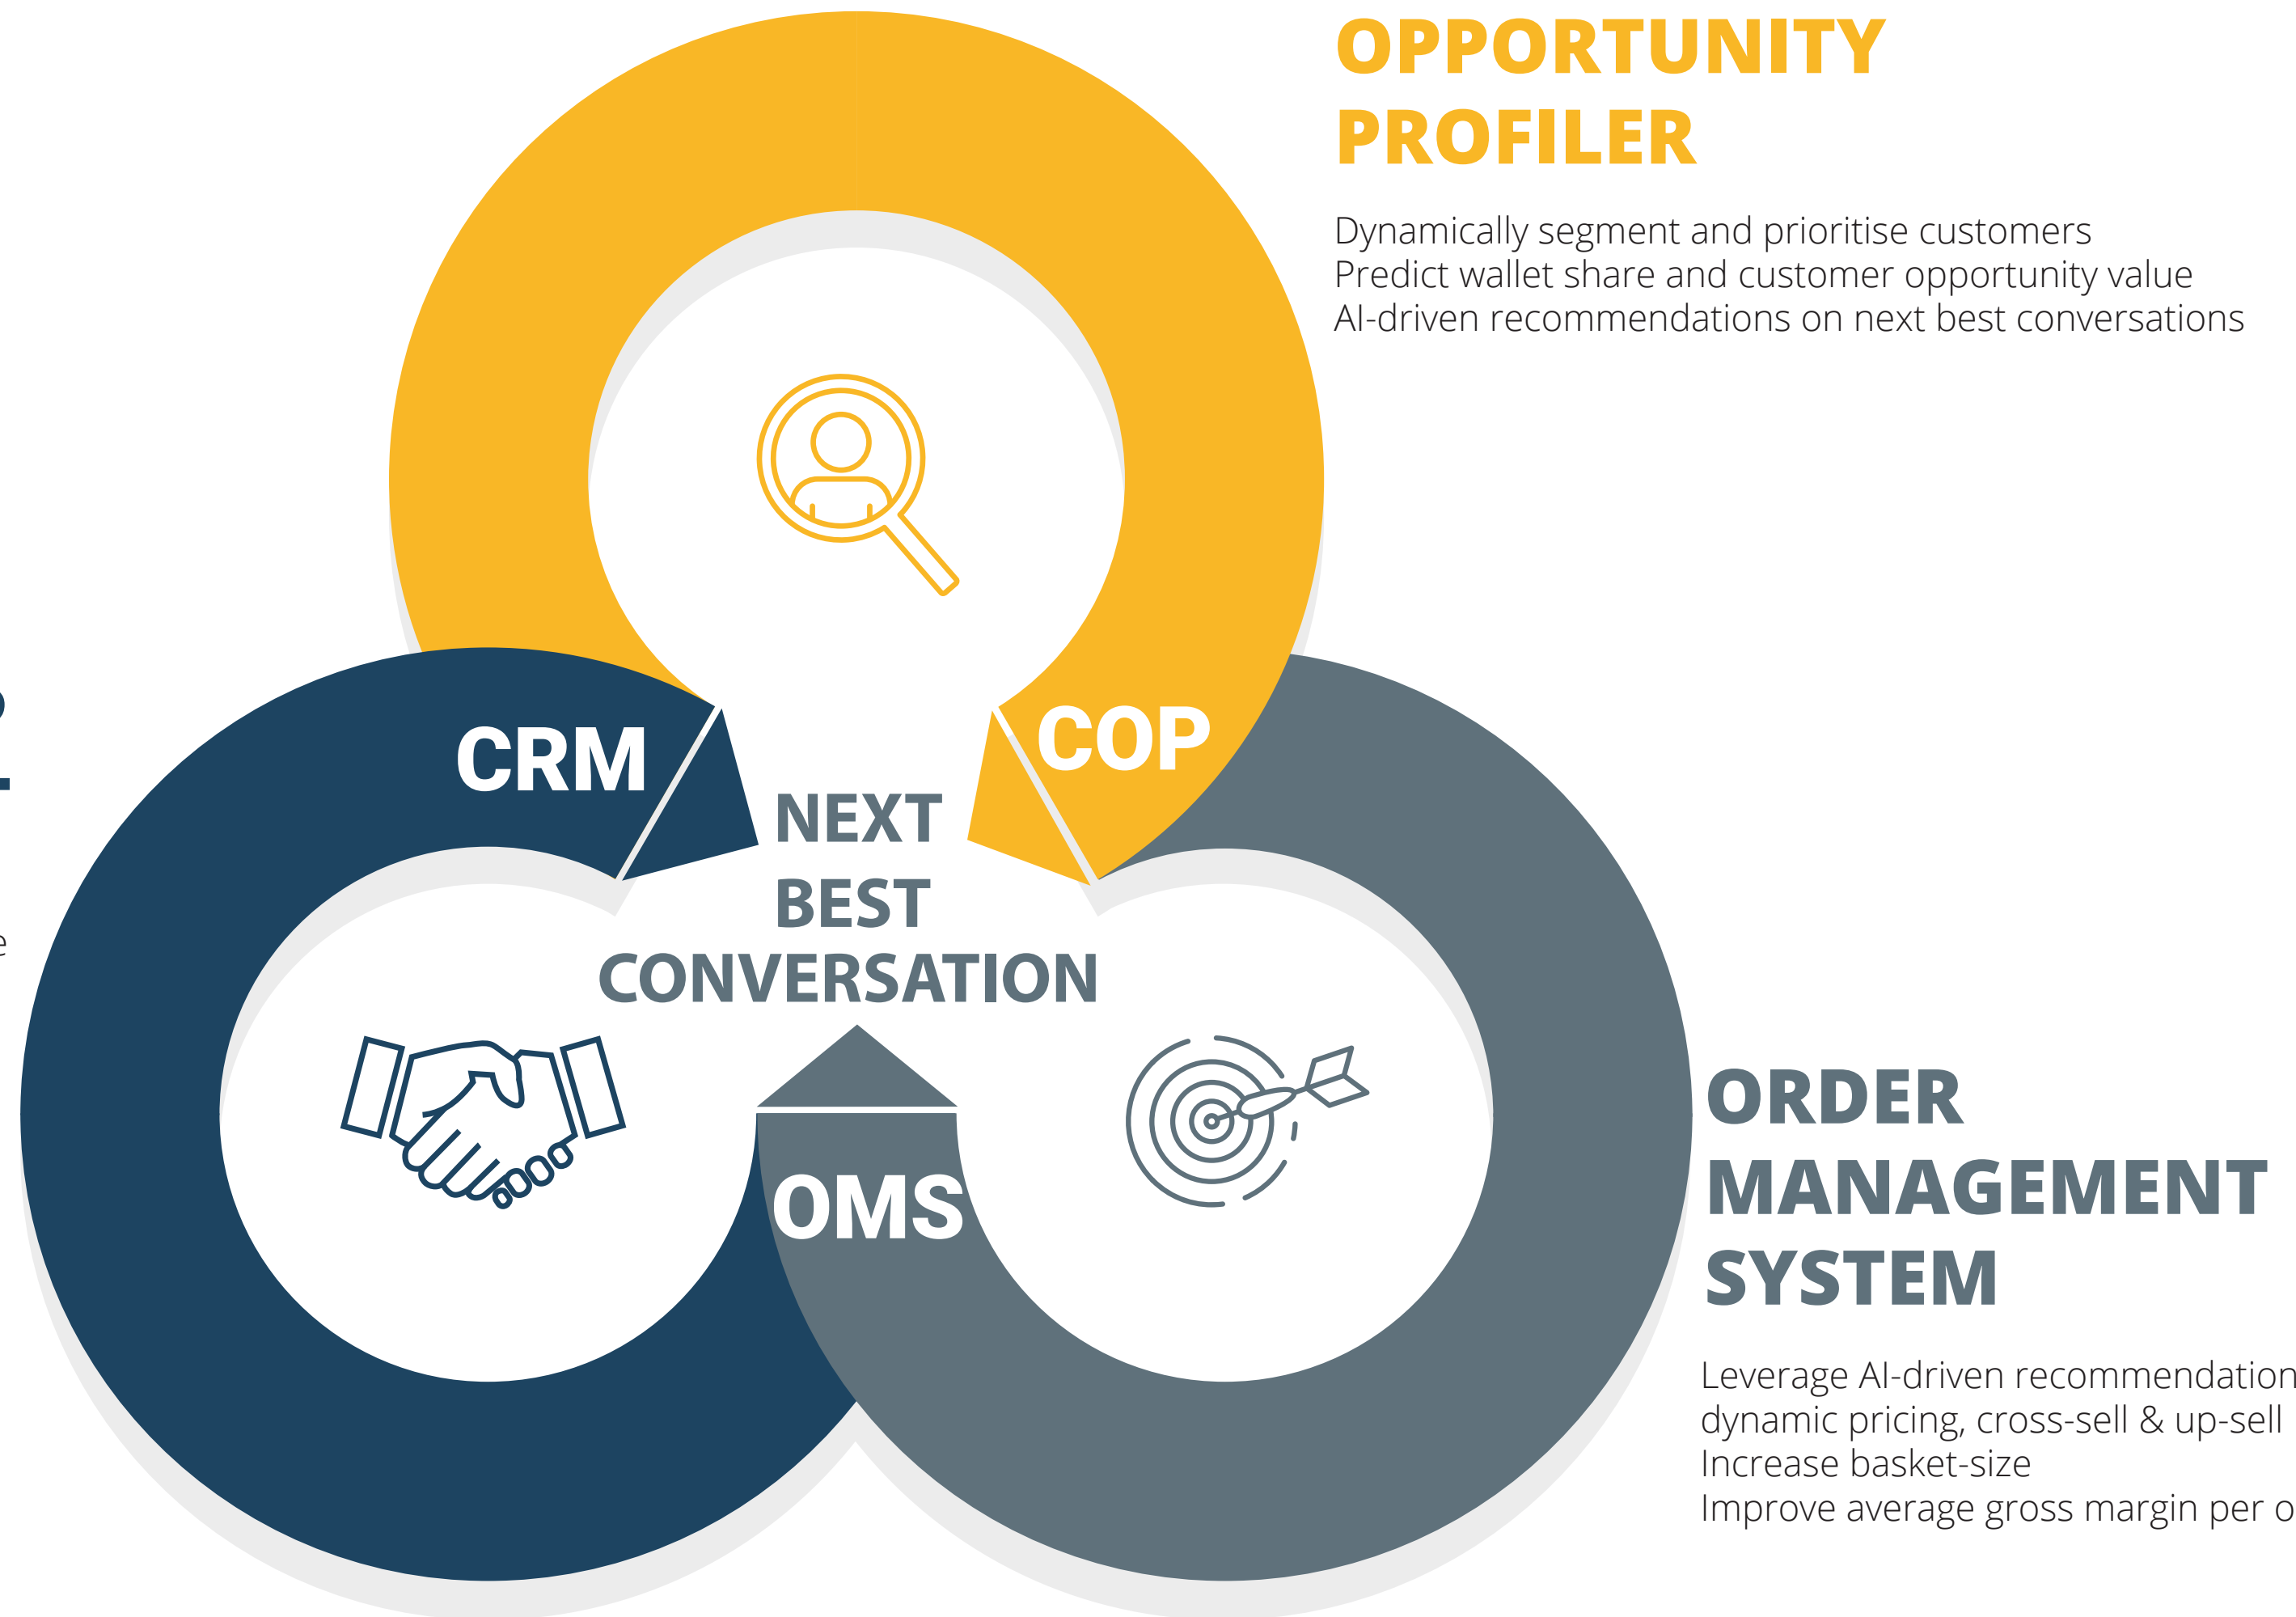 OPPORTUNITY
PROFILER
Dynamically segment and prioritise customers
Predict wallet share and customer opportunity value
AI-driven recommendations on next best conversations
CRM
COP
NEXT
BEST
CONVERSATION
OMS
ORDER
MANAGEMENT
SYSTEM
Leverage AI-driven recommendation
dynamic pricing, cross-sell & up-sell
Increase basket-size
Improve average gross margin per